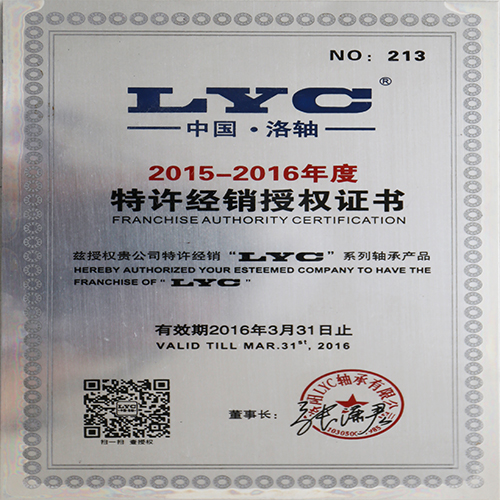 NO: 213
LYC®
中国·洛轴
2015-2016年度
特许经销授权证书
FRANCHISE AUTHORITY CERTIFICATION
兹授权贵公司特许经销“LYC”系列轴承产品
HEREBY AUTHORIZED YOUR ESTEEMED COMPANY TO HAVE THE
FRANCHISE OF “LYC”
有效期2016年3月31日止
VALID TILL MAR.31st, 2016
洛阳LYC轴承有限公司
董事长:
扫一扫 查授权